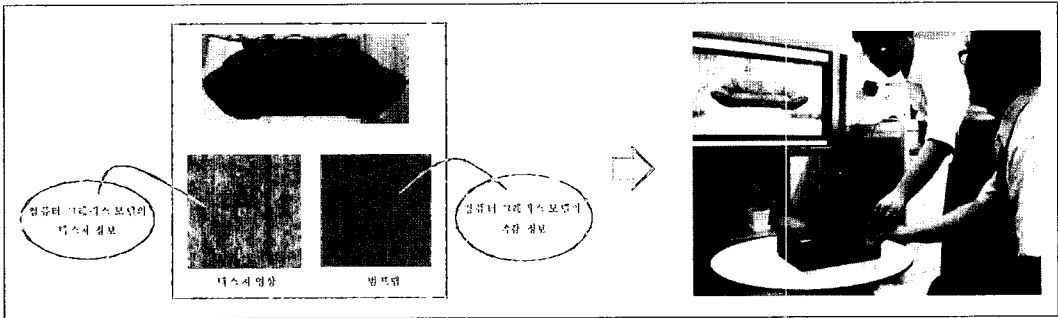 컴퓨터 그래픽스 모델의
텍스처 정보
컴퓨터 그래픽스 모델의
촉감 정보
텍스처 영상
범프맵